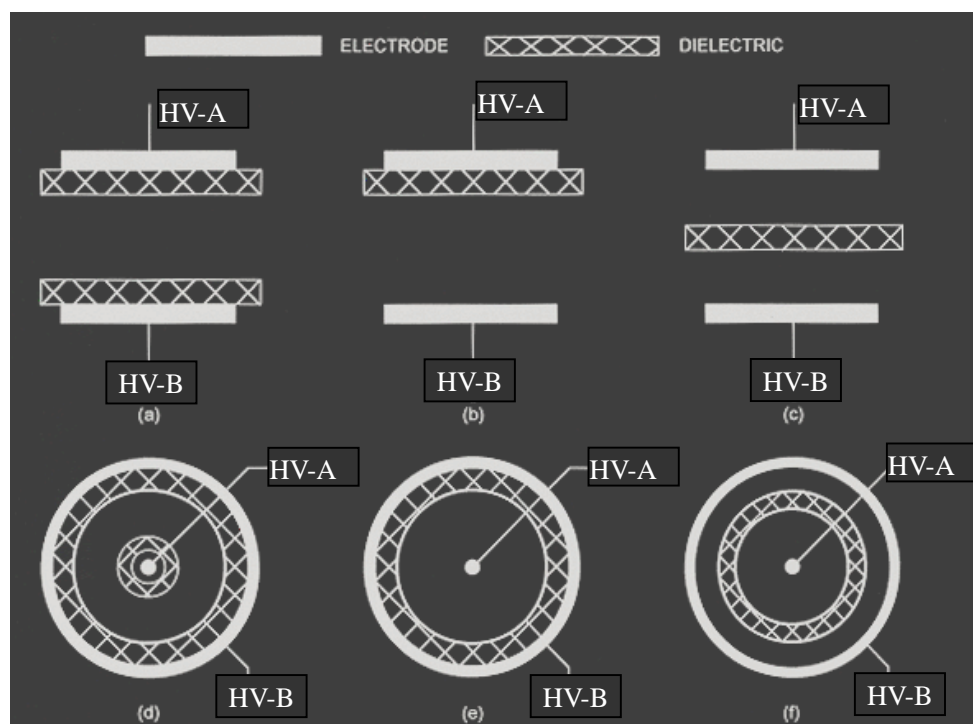 ELECTRODE DIELECTRIC
HV-A HV-A HV-A
HV-B HV-B HV-B
(a) (b) (c)
HV-A HV-A HV-A
HV-B HV-B HV-B
(d) (e) (f)